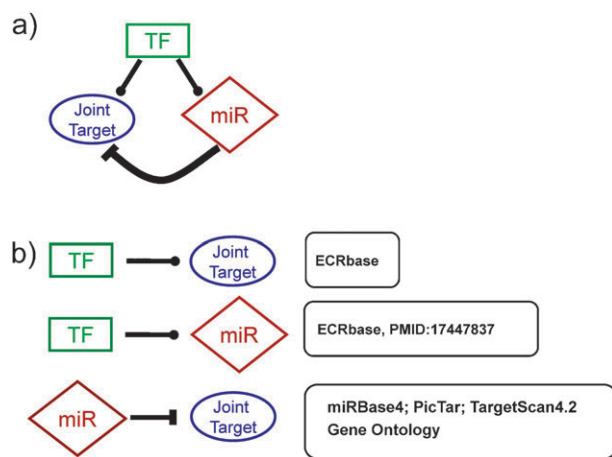 a)
TF
Joint
Target
miR
b)
TF
Joint
Target
ECRbase
TF
miR
ECRbase, PMID:17447837
miR
Joint
Target
miRBase4; PicTar; TargetScan4.2
Gene Ontology